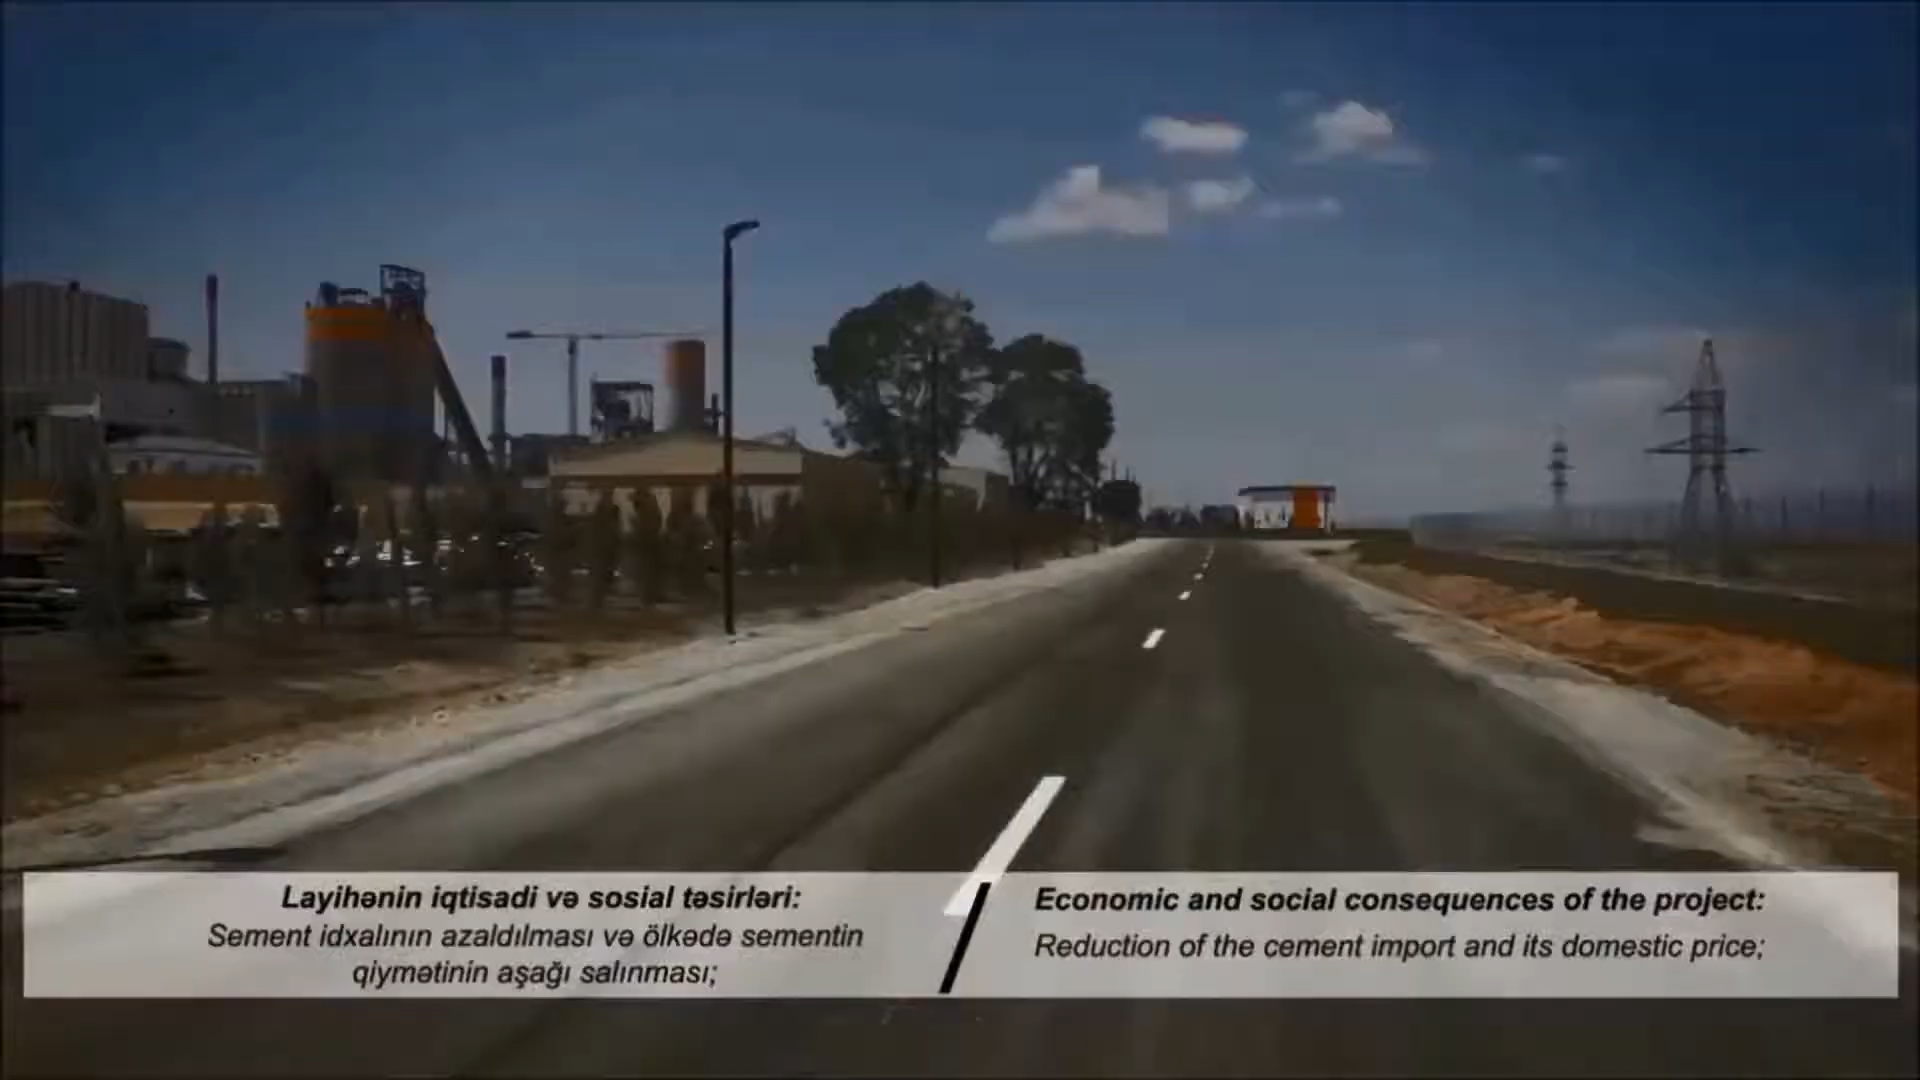 Layihənin iqtisadi və sosial təsirləri:
Sement idxalının azaldılması və ölkədə sementin
qiymətinin aşağı salınması;
Economic and social consequences of the project:
Reduction of the cement import and its domestic price;